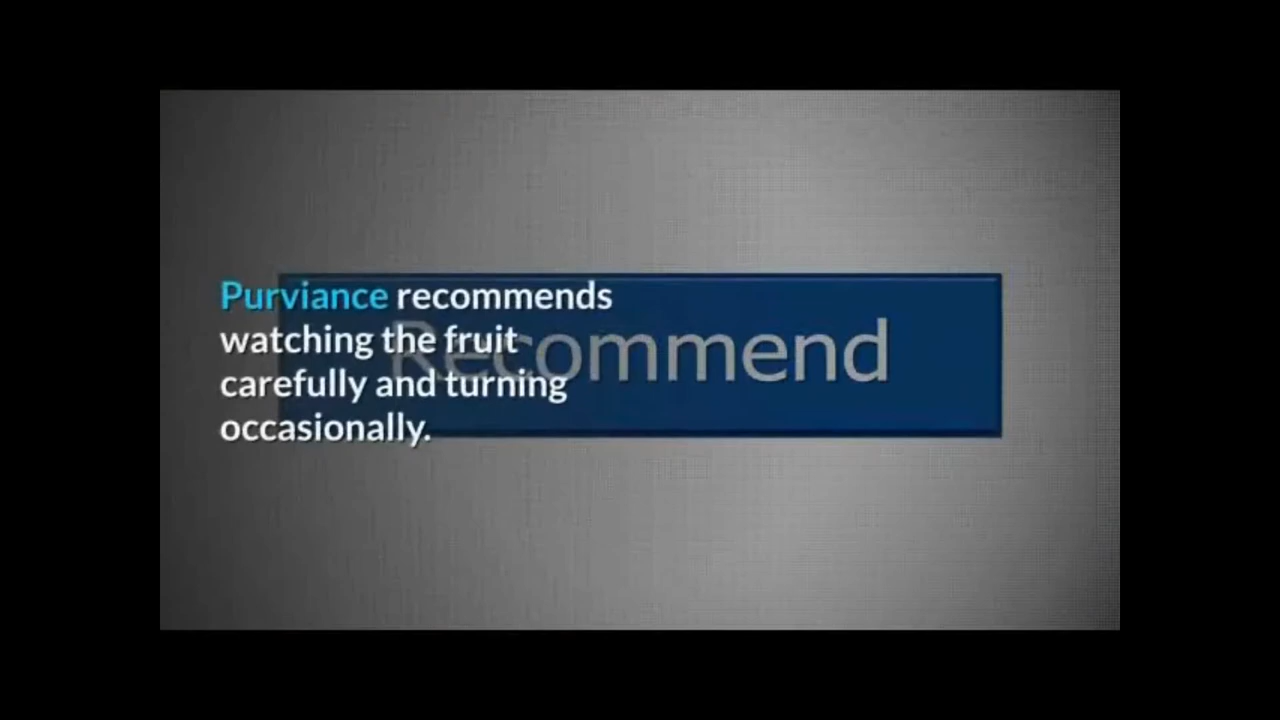 Purviance recommends
watching the fruit
carefully and turning
occasionally.
Recommend